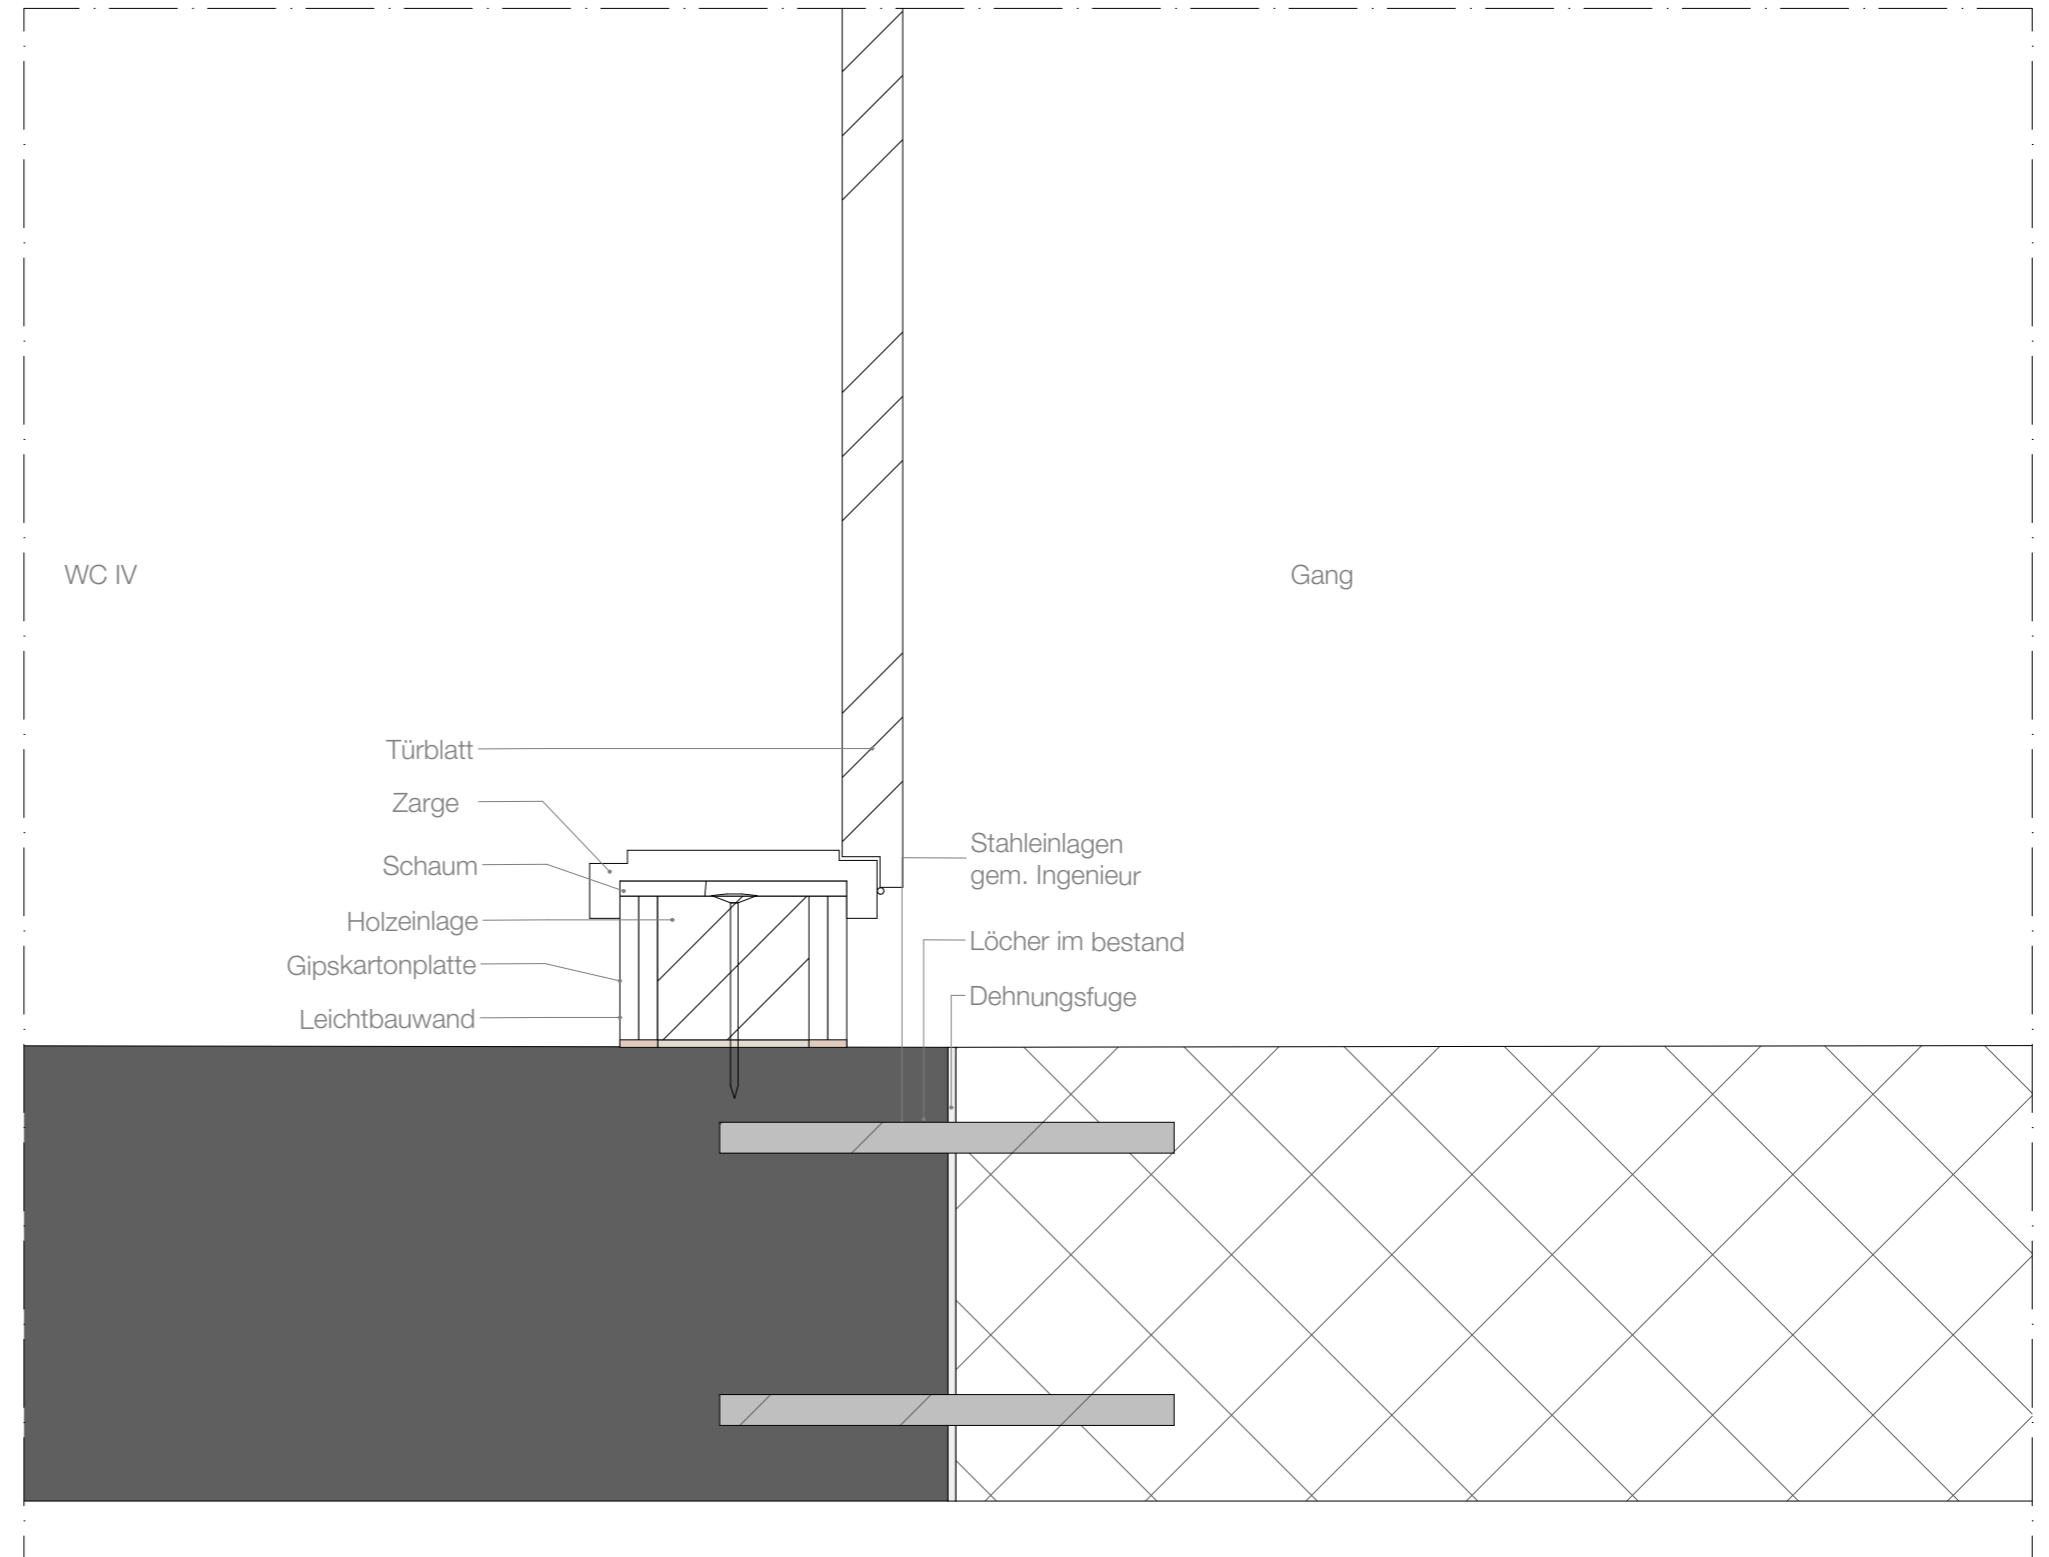 WC IV
Gang
Türblatt
Zarge
Schaum
Holzeinlage
Gipskartonplatte
Leichtbauwand
Stahleinlagen
gem. Ingenieur
Löcher im bestand
Dehnungsfuge